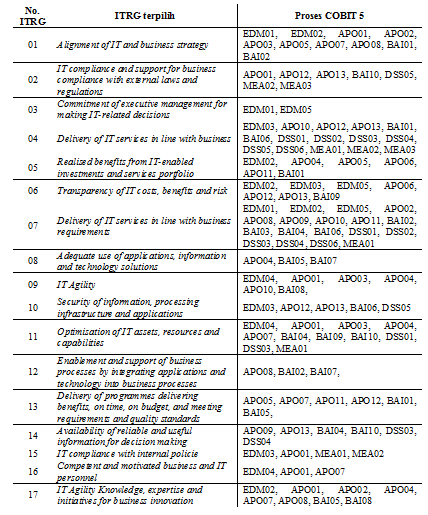 No.
ITRG
ITRG terpilih
Proses COBIT 5
01
Alignment of IT and business strategy
EDM01, EDM02, APO01, APO02,
APO03, APO05, APO07, APO08, BAI01,
BAI02
02
IT compliance and support for business
compliance with external laws and
regulations
APO01, APO12, APO13, BAI10, DSS05,
MEA02, MEA03
03
Commitment of executive management for
making IT-related decisions
EDM01, EDM05
04
Delivery of IT services in line with business
EDM03, APO10, APO12, APO13, BAI01,
BAI06, DSS01, DSS02, DSS03, DSS04,
DSS05, DSS06, MEA01, MEA02, MEA03
05
Realised benefits from IT-enabled
investments and services portfolio
EDM02, APO04, APO05, APO06,
APO11, BAI01
06
Transparency of IT costs, benefits and risk
EDM02, EDM03, EDM05, APO06,
APO12, APO13, BAI09
07
Delivery of IT services in line with business
requirements
EDM01, EDM02, EDM05, APO02,
APO08, APO09, APO10, APO11, BAI02,
BAI03, BAI04, BAI06, DSS01, DSS02,
DSS03, DSS04, DSS06, MEA01
08
Adequate use of applications, information
and technology solutions
APO04, BAI05, BAI07
09
IT Agility
EDM04, APO01, APO03, APO04,
APO10, BAI08,
10
Security of information, processing
infrastructure and applications
EDM03, APO12, APO13, BAI06, DSS05
11
Optimisation of IT assets, resources and
capabilities
EDM04, APO01, APO03, APO04,
APO07, BAI04, BAI09, BAI10, DSS01,
DSS03, MEA01
12
Enablement and support of business
processes by integrating applications and
technology into business processes
APO08, BAI02, BAI07,
13
Delivery of programmes delivering
benefits, on time, on budget, and meeting
requirements and quality standards
APO05, APO07, APO11, APO12, BAI01,
BAI05,
14
Availability of reliable and useful
information for decision making
APO09, APO13, BAI04, BAI10, DSS03,
DSS04
15
IT compliance with internal policie
EDM03, APO01, MEA01, MEA02
16
Competent and motivated business and IT
personnel
EDM04, APO01, APO07
17
IT Agility Knowledge, expertise and
initiatives for business innovation
EDM02, APO01, APO02, APO04,
APO07, APO08, BAI05, BAI08